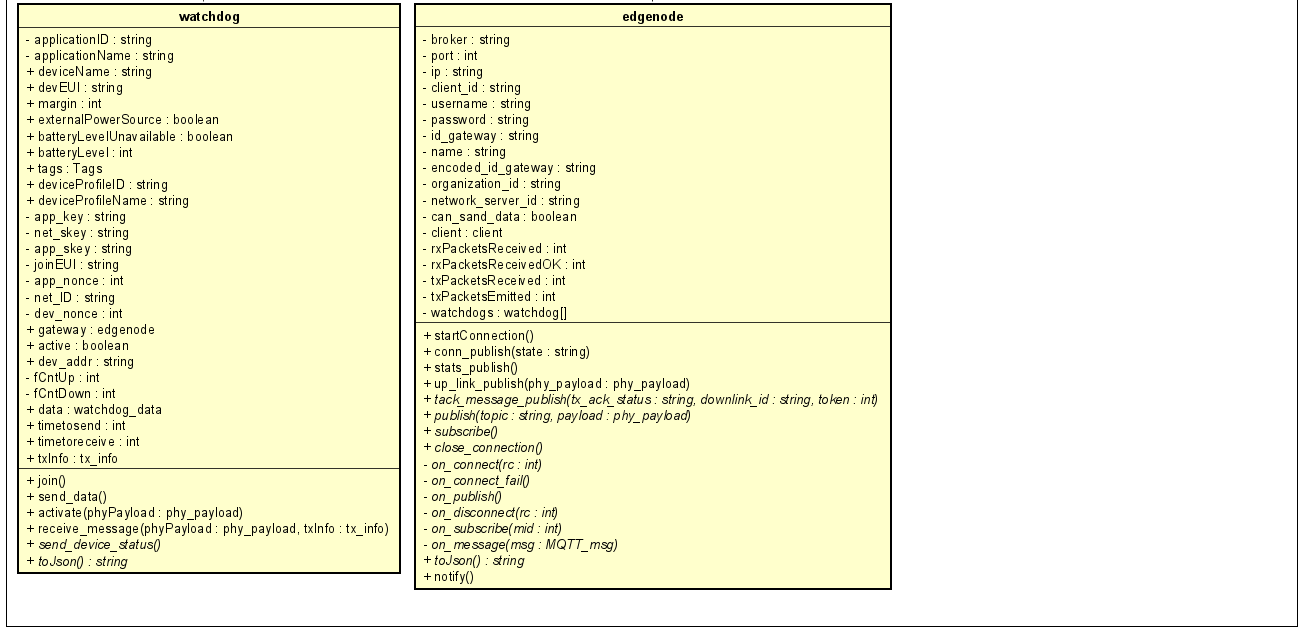 watchdog
- applicationID : string
- applicationName : string
+ deviceName : string
+ devEUI : string
+ margin : int
+ externalPowerSource : boolean
+ batteryLevelUnavailable : boolean
+ batteryLevel : int
+ tags : Tags
+ deviceProfileID : string
+ deviceProfileName : string
- app_key : string
- net_skey : string
- app_skey : string
- joinEUI : string
- app_nonce : int
- net_ID : string
- dev_nonce : int
+ gateway : edgenode
+ active : boolean
+ dev_addr : string
- fCntUp : int
- fCntDown : int
+ data : watchdog_data
+ timetosend : int
+ timetoreceive : int
+ txInfo : tx_info
+ join()
+ send_data()
+ activate(phyPayload : phy_payload)
+ receive_message(phyPayload : phy_payload, txInfo : tx_info)
+ send_device_status()
+ toJson() : string
edgenode
- broker : string
- port : int
- ip : string
- client_id : string
- username : string
- password : string
- id_gateway : string
- name : string
- encoded_id_gateway : string
- organization_id : string
- network_server_id : string
- can_sand_data : boolean
- client : client
- rxPacketsReceived : int
- rxPacketsReceivedOK : int
- txPacketsReceived : int
- txPacketsEmitted : int
- watchdogs : watchdog[]
+ startConnection()
+ conn_publish(state : string)
+ stats_publish()
+ up_link_publish(phy_payload : phy_payload)
+ tack_message_publish(tx_ack_status : string, downlink_id : string, token : int)
+ publish(topic : string, payload : phy_payload)
+ subscribe()
+ close_connection()
- on_connect(rc : int)
- on_connect_fail()
- on_publish()
- on_disconnect(rc : int)
- on_subscribe(mid : int)
- on_message(msg : MQTT_msg)
+ toJson() : string
+ notify()